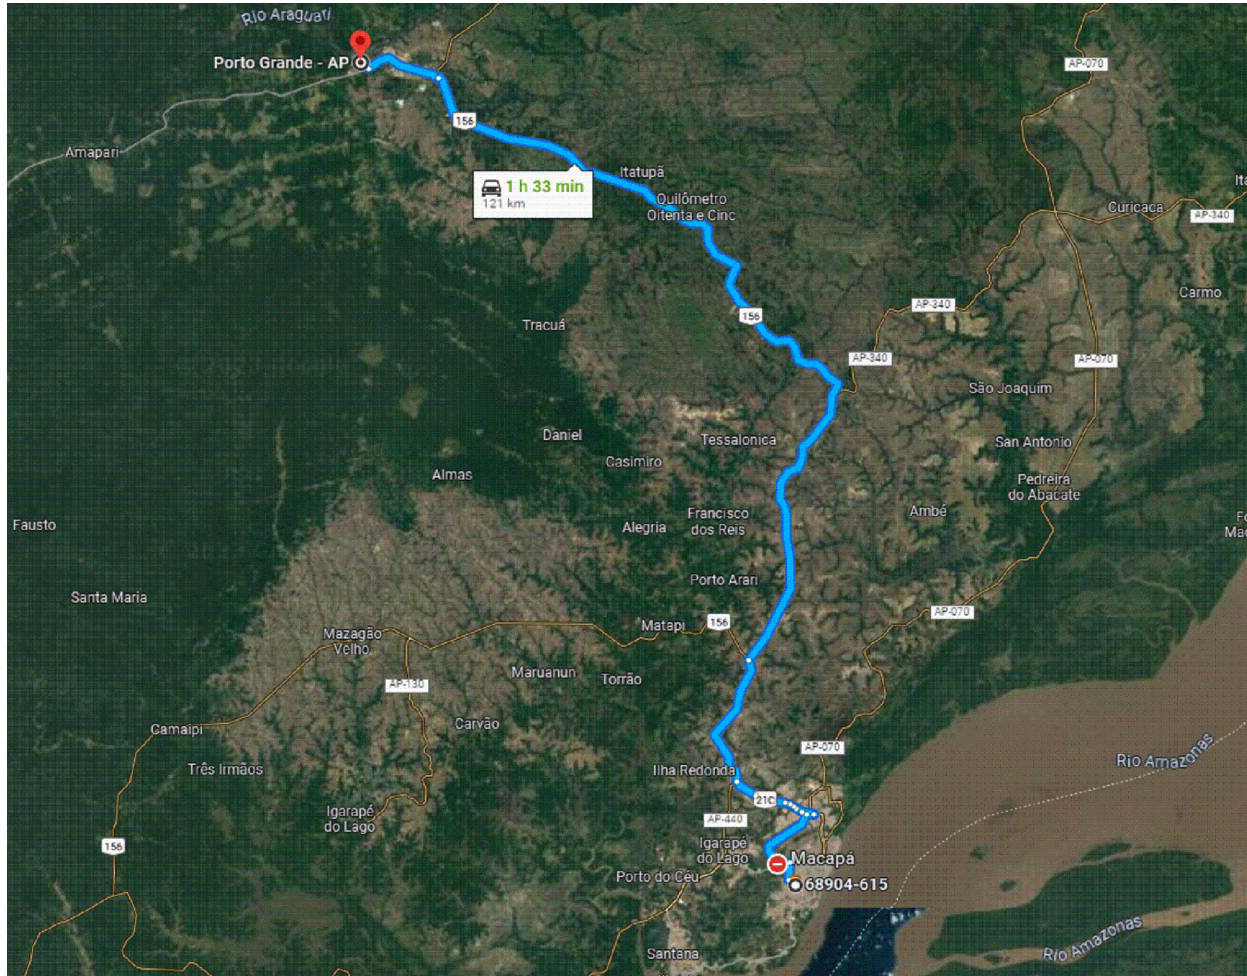 Rio Araguari
Porto Grande - AP
AP-070
156
Amapari
1 h 33 min
121 km
Itatupã
Quilômetro
Oitenta e Cinc
Curicaca
AP-340
Carmo
AP-340
156
Tracuá
AP-340
AP-070
São Joaquim
Daniel
Tessalonica
San Antonio
Casimiro
Almas
Pedreira
do Abacate
Fausto
Alegria
Francisco
dos Reis
Ambé
Porto Arari
Santa Maria
AP-070
Mazagão
Velho
Matapi
156
Maruanun
Torrão
AP-130
Carvão
Camaipi
AP-070
Rio Amazonas
Três Irmãos
Ilha Redonda
21C
Igarapé
do Lago
AP-440
156
Igarapé
do Lago
Macapá
Porto do Céu
68904-615
Rio Amazonas
Santana